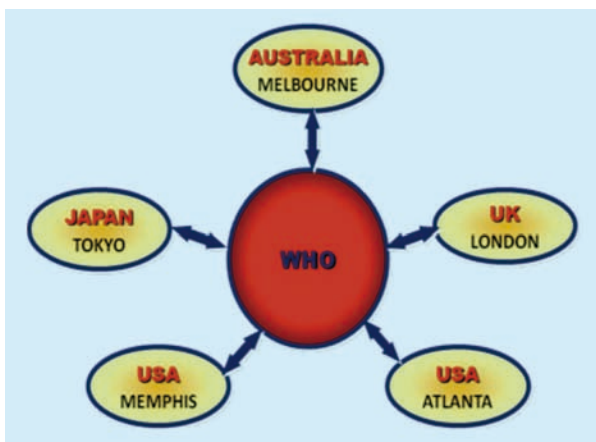 AUSTRALIA
MELBOURNE
JAPAN
TOKYO
UK
LONDON
WHO
USA
MEMPHIS
USA
ATLANTA